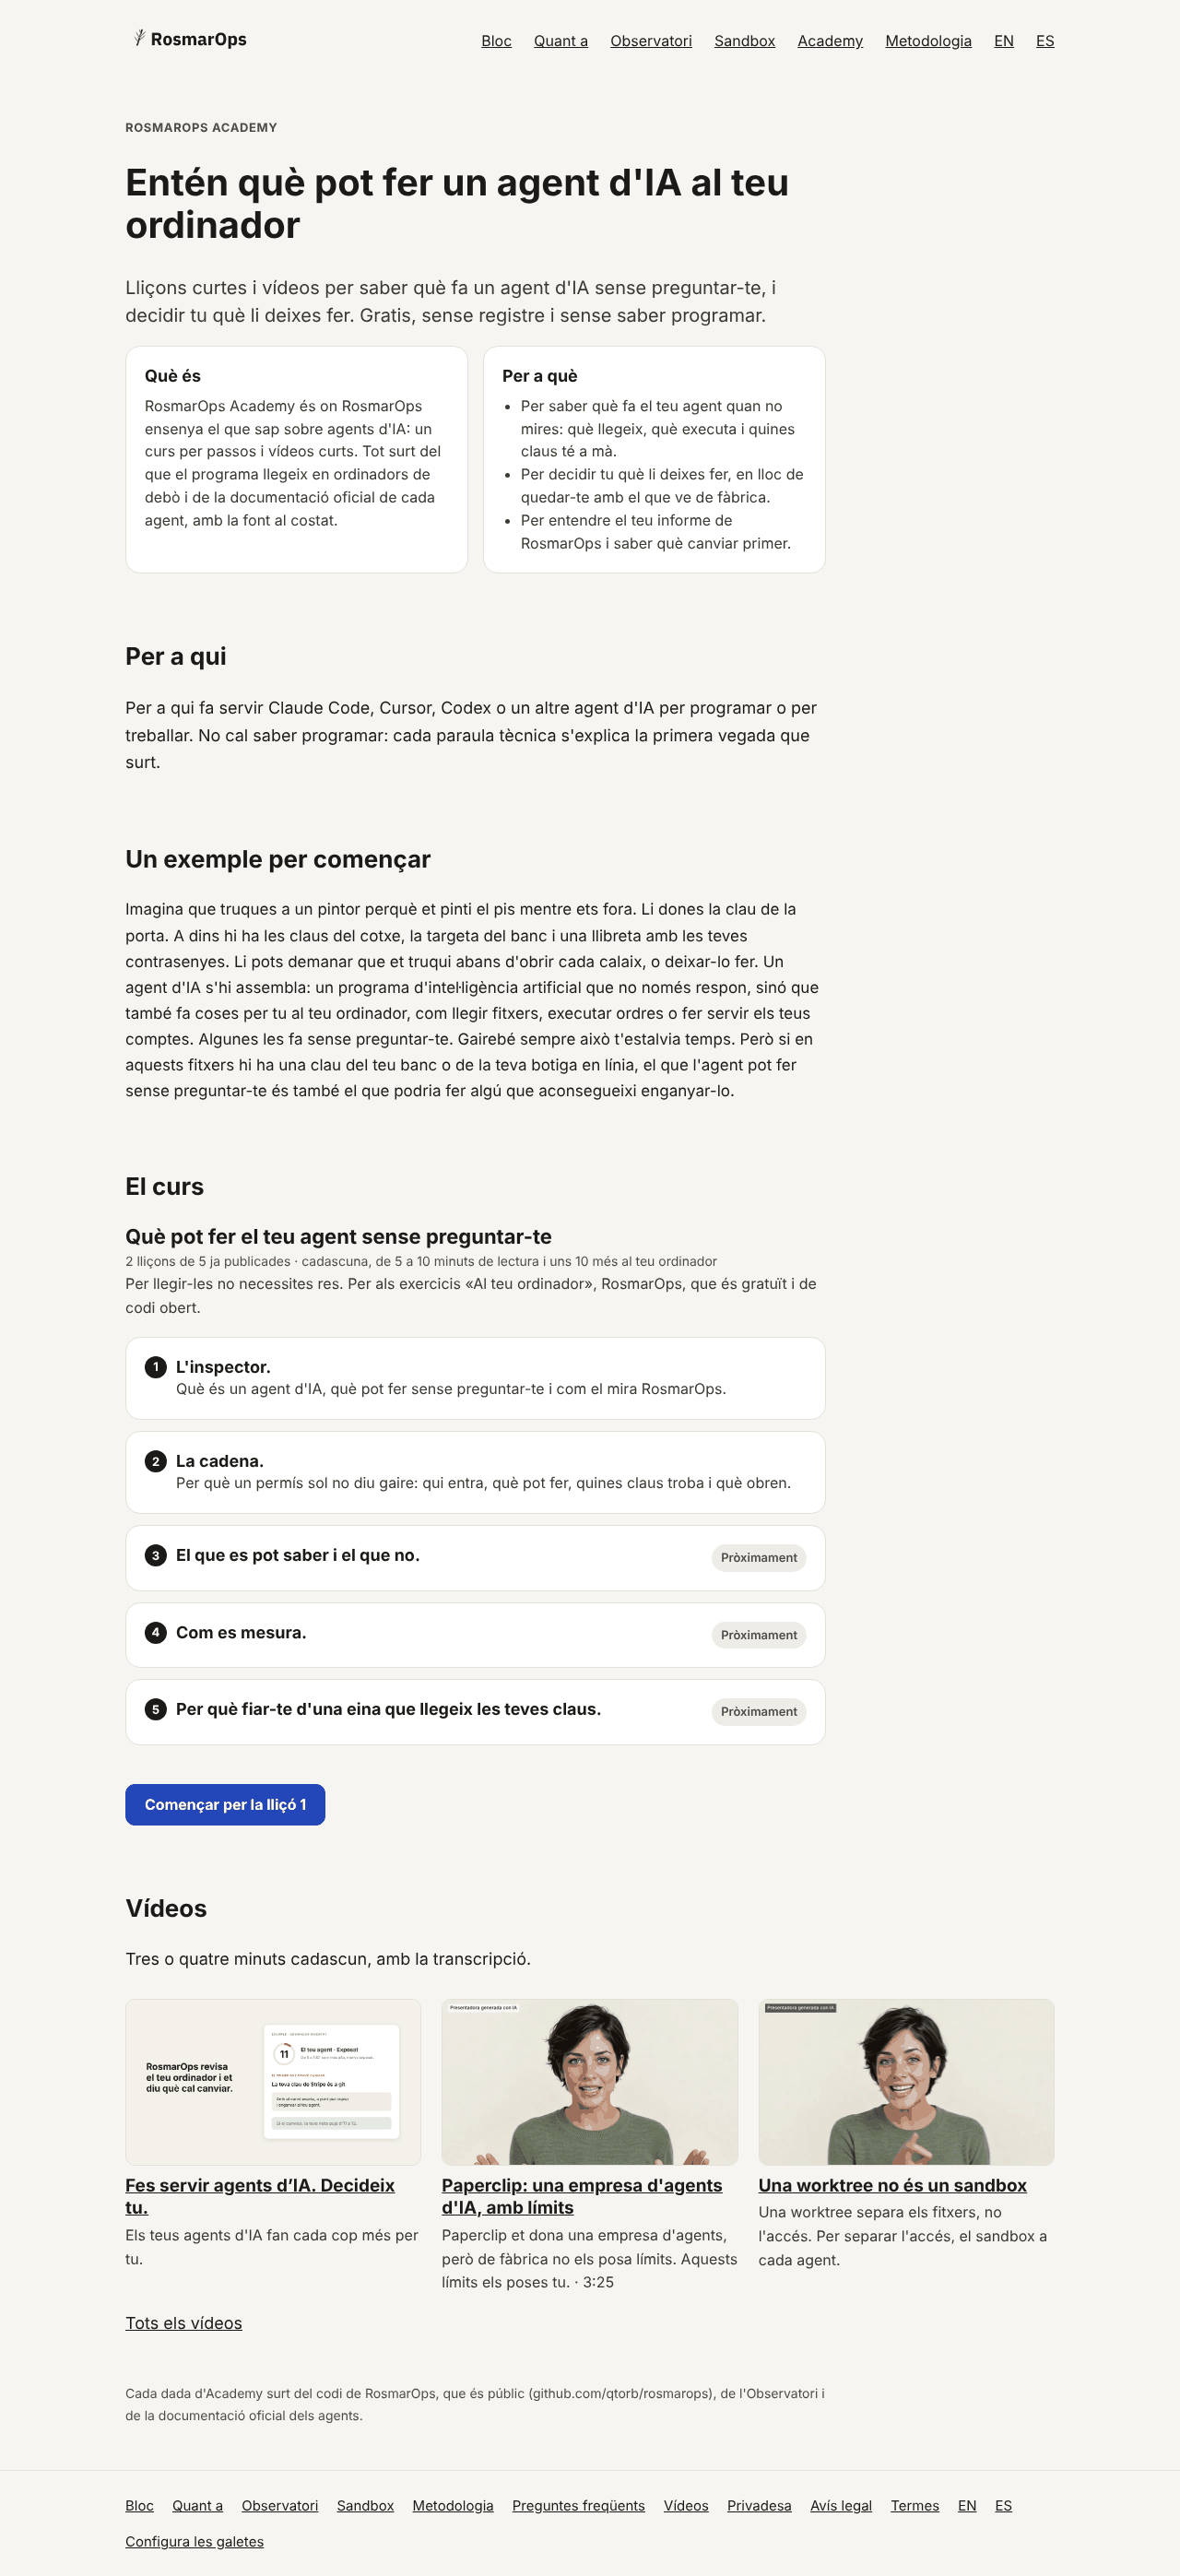 RosmarOps
Bloc Quant a Observatori Sandbox Academy Metodologia EN ES
ROSMAROPS ACADEMY
Entén què pot fer un agent d'IA al teu
ordinador
Lliçons curtes i vídeos per saber què fa un agent d'IA sense preguntar-te, i
decidir tu què li deixes fer. Gratis, sense registre i sense saber programar.
Què és
RosmarOps Academy és on RosmarOps
ensenya el que sap sobre agents d'IA: un
curs per passos i vídeos curts. Tot surt del
que el programa llegeix en ordinadors de
debò i de la documentació oficial de cada
agent, amb la font al costat.
Per a què
• Per saber què fa el teu agent quan no
mires: què llegeix, què executa i quines
claus té a mà.
• Per decidir tu què li deixes fer, en lloc de
quedar-te amb el que ve de fàbrica.
• Per entendre el teu informe de
RosmarOps i saber què canviar primer.
Per a qui
Per a qui fa servir Claude Code, Cursor, Codex o un altre agent d'IA per programar o per
treballar. No cal saber programar: cada paraula tècnica s'explica la primera vegada que
surt.
Un exemple per començar
Imagina que truques a un pintor perquè et pinti el pis mentre ets fora. Li dones la clau de la
porta. A dins hi ha les claus del cotxe, la targeta del banc i una llibreta amb les teves
contrasenyes. Li pots demanar que et truqui abans d'obrir cada calaix, o deixar-lo fer. Un
agent d'IA s'hi assembla: un programa d'intel·ligència artificial que no només respon, sinó que
també fa coses per tu al teu ordinador, com llegir fitxers, executar ordres o fer servir els teus
comptes. Algunes les fa sense preguntar-te. Gairebé sempre això t'estalvia temps. Però si en
aquests fitxers hi ha una clau del teu banc o de la teva botiga en línia, el que l'agent pot fer
sense preguntar-te és també el que podria fer algú que aconsegueixi enganyar-lo.
El curs
Què pot fer el teu agent sense preguntar-te
2 lliçons de 5 ja publicades · cadascuna, de 5 a 10 minuts de lectura i uns 10 més al teu ordinador
Per llegir-les no necessites res. Per als exercicis «Al teu ordinador», RosmarOps, que és gratuït i de
codi obert.
1 L'inspector.
Què és un agent d'IA, què pot fer sense preguntar-te i com el mira RosmarOps.
2 La cadena.
Per què un permís sol no diu gaire: qui entra, què pot fer, quines claus troba i què obren.
3 El que es pot saber i el que no. Pròximament
4 Com es mesura. Pròximament
5 Per què fiar-te d'una eina que llegeix les teves claus. Pròximament
Començar per la lliçó 1
Vídeos
Tres o quatre minuts cadascun, amb la transcripció.
RosmarOps revisa
el teu ordinador i et
diu què cal canviar.
11
El teu agent · Exposat
La teva clau de Stripe és a git
Presentadora generada con IA
Presentadora generada con IA
Fes servir agents d’IA. Decideix
tu.
Els teus agents d'IA fan cada cop més per
tu.
Paperclip: una empresa d'agents
d'IA, amb límits
Paperclip et dona una empresa d'agents,
però de fàbrica no els posa límits. Aquests
límits els poses tu. · 3:25
Una worktree no és un sandbox
Una worktree separa els fitxers, no
l'accés. Per separar l'accés, el sandbox a
cada agent.
Tots els vídeos
Cada dada d'Academy surt del codi de RosmarOps, que és públic (github.com/qtorb/rosmarops), de l'Observatori i
de la documentació oficial dels agents.
Bloc Quant a Observatori Sandbox Metodologia Preguntes freqüents Vídeos Privadesa Avís legal Termes EN ES
Configura les galetes